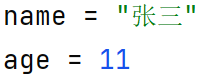 name = "张三"
age = 11